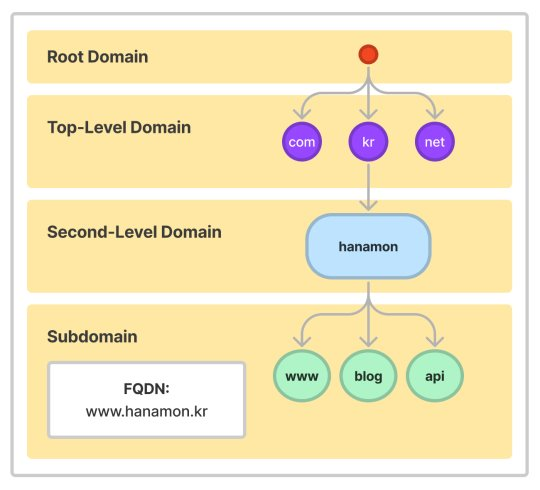 Root Domain
Top-Level Domain
com
kr
net
Second-Level Domain
hanamon
Subdomain
www
blog
api
FQDN:
www.hanamon.kr